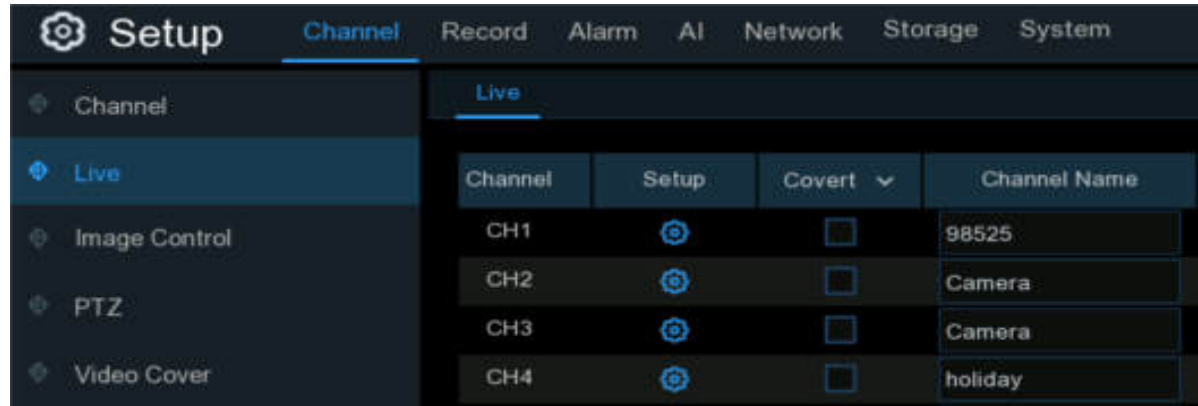 Setup Channel Record Alarm AI Network Storage System
Channel
Live
Image Control
PTZ
Video Cover
Live
Channel Setup Covert Channel Name
CH1 98525
CH2 Camera
CH3 Camera
CH4 holiday